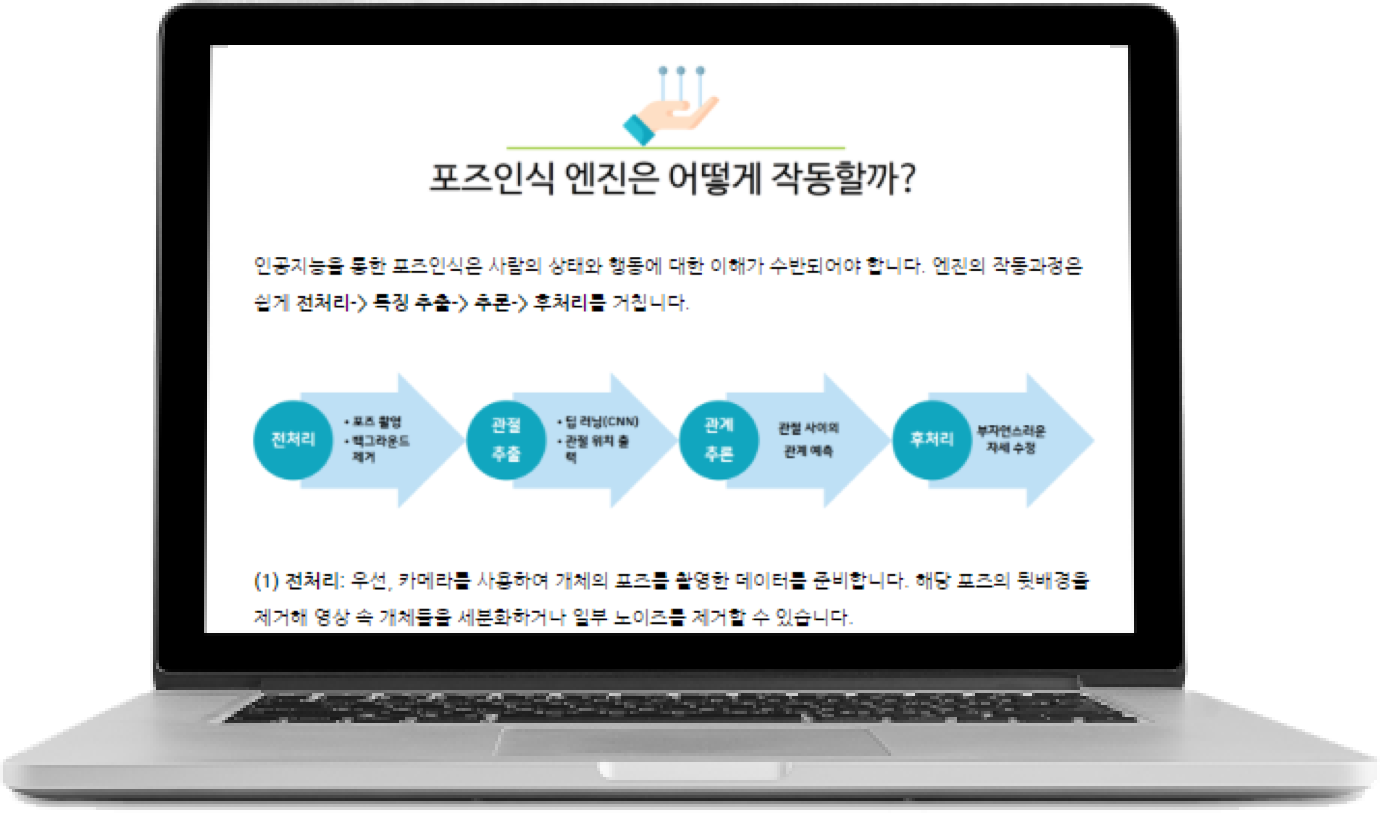 포즈인식 엔진은 어떻게 작동할까?
인공지능을 통한 포즈인식은 사람의 상태와 행동에 대한 이해가 수반되어야 합니다. 엔진의 작동과정은
쉽게 전처리-> 특징 추출-> 추론-> 후처리를 거칩니다.
전처리
• 포즈 촬영
• 백그라운드
제거
관절
추출
• 딥 러닝(CNN)
• 관절 위치 출
력
관계
추론
관절 사이의
관계 예측
후처리
부자연스러운
자세 수정
(1) 전처리: 우선, 카메라를 사용하여 개체의 포즈를 촬영한 데이터를 준비합니다. 해당 포즈의 뒷배경을
제거해 영상 속 개체들을 세분화하거나 일부 노이즈를 제거할 수 있습니다.